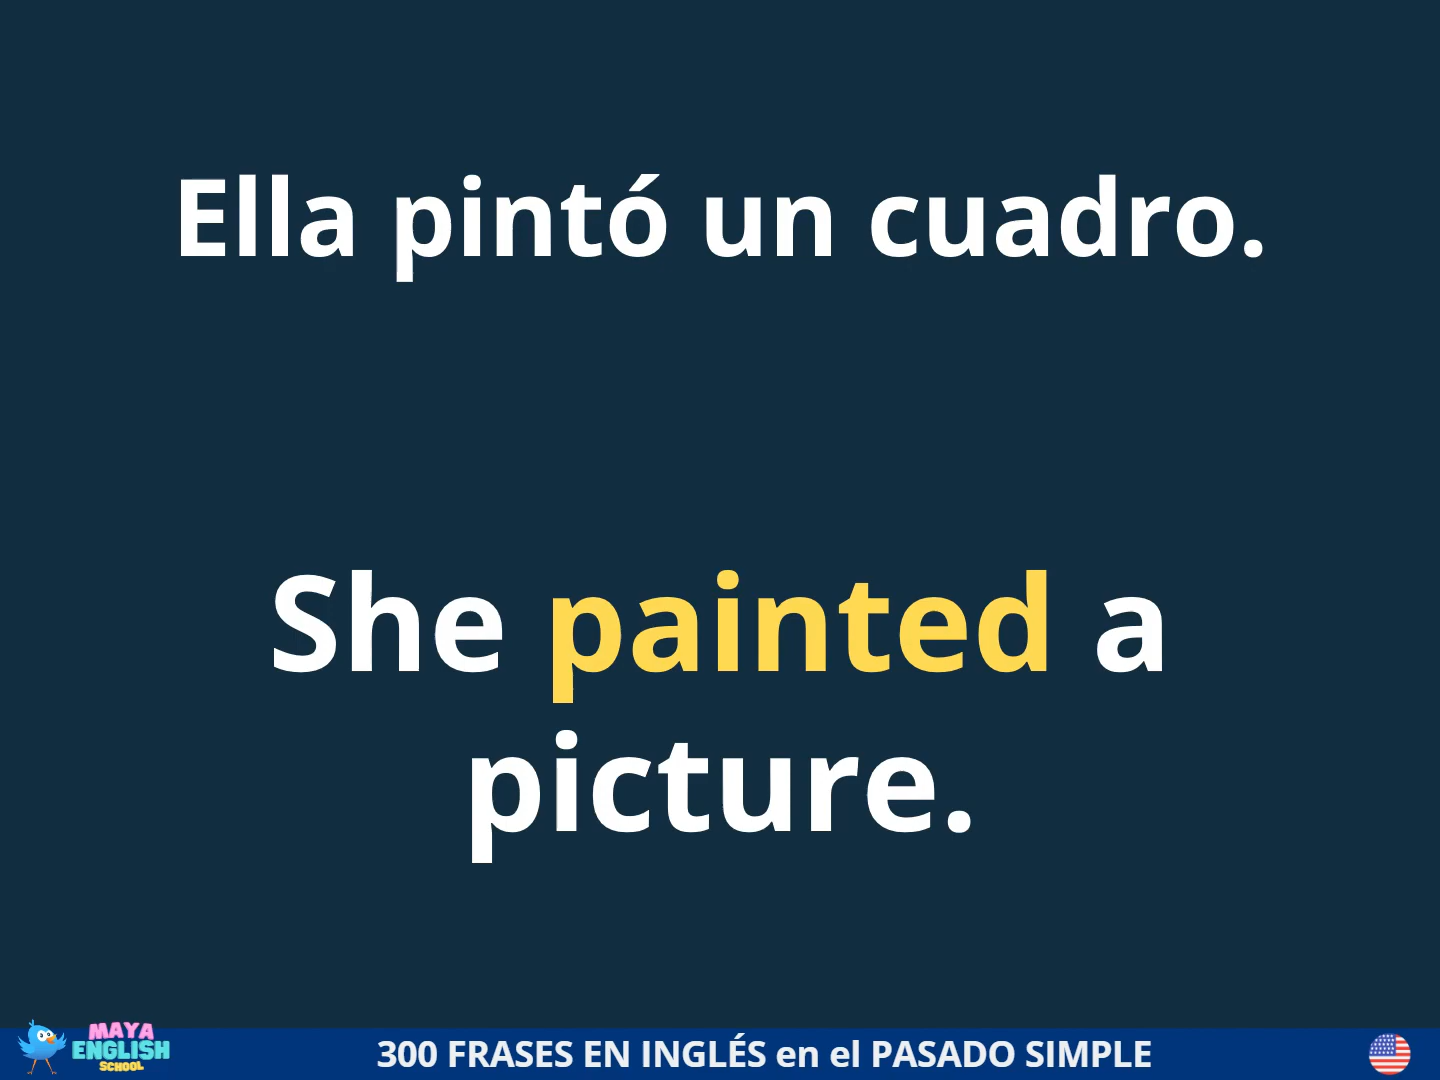 Ella pintó un cuadro.
She painted a
picture.
MAYA
ENGLISH
SCHOOL
300 FRASES EN INGLÉS en el PASADO SIMPLE